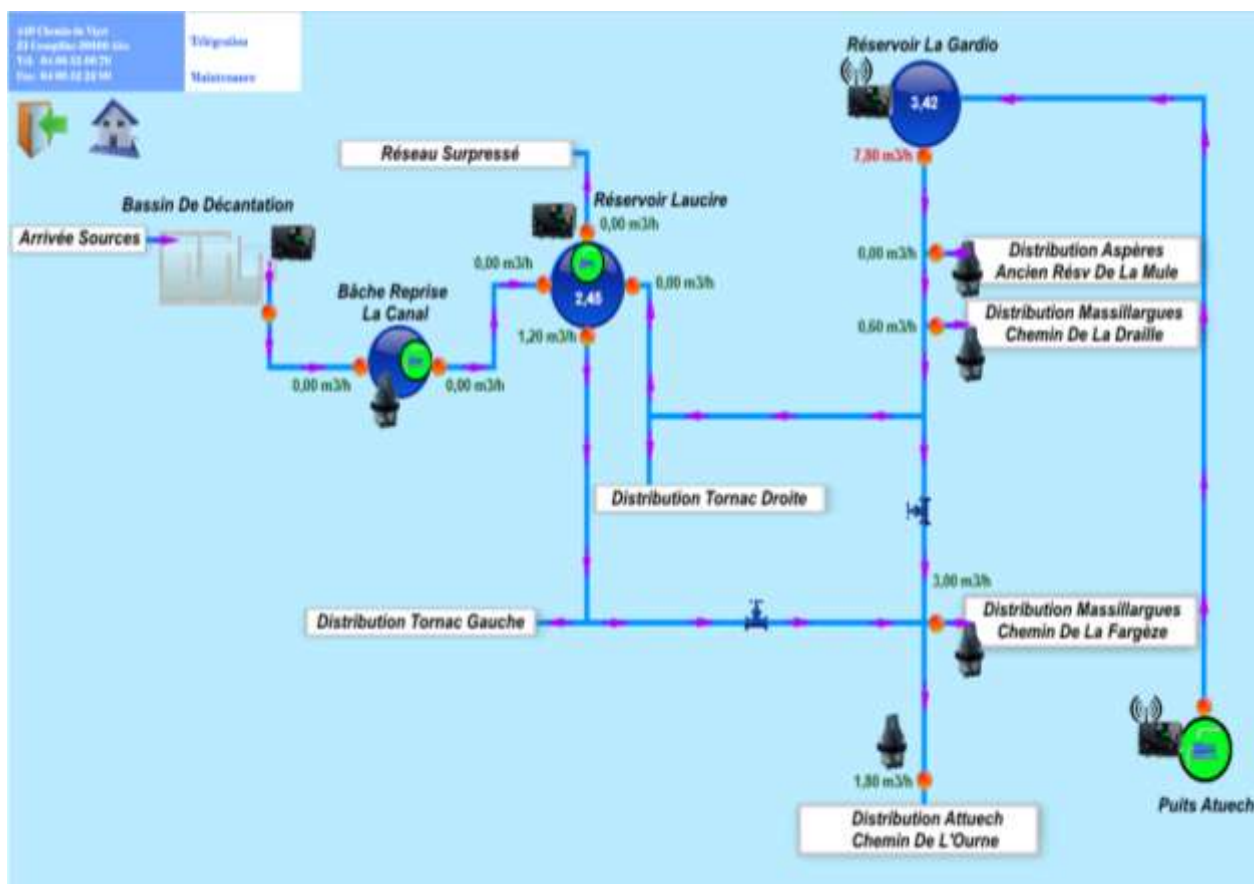 Télégestion
Maintenance
Réservoir La Gardio
3,42
7,80 m3/h
Réseau Surpressé
Bassin De Décantation
Réservoir Laucire
0,00 m3/h
Arrivée Sources
0,00 m3/h
Distribution Aspères
Ancien Résv De La Mule
0,00 m3/h
0,00 m3/h
2,45
Bâche Reprise
La Canal
Distribution Massillargues
Chemin De La Draille
0,60 m3/h
1,20 m3/h
0,00 m3/h
0,00 m3/h
Distribution Tornac Droite
3,00 m3/h
Distribution Tornac Gauche
Distribution Massillargues
Chemin De La Fargèze
1,80 m3/h
Puits Atuech
Distribution Attuech
Chemin De L'Ourne